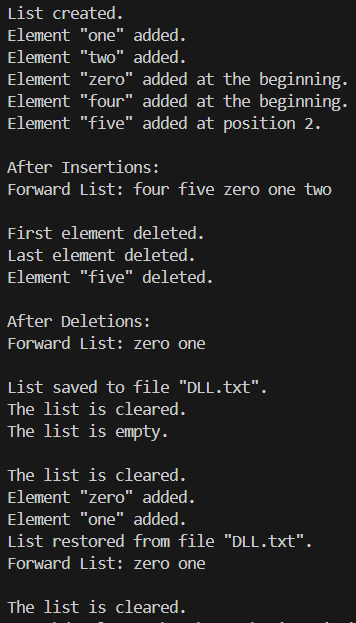 List created.
Element "one" added.
Element "two" added.
Element "zero" added at the beginning.
Element "four" added at the beginning.
Element "five" added at position 2.
After Insertions:
Forward List: four five zero one two
First element deleted.
Last element deleted.
Element "five" deleted.
After Deletions:
Forward List: zero one
List saved to file "DLL.txt".
The list is cleared.
The list is empty.
The list is cleared.
Element "zero" added.
Element "one" added.
List restored from file "DLL.txt".
Forward List: zero one
The list is cleared.